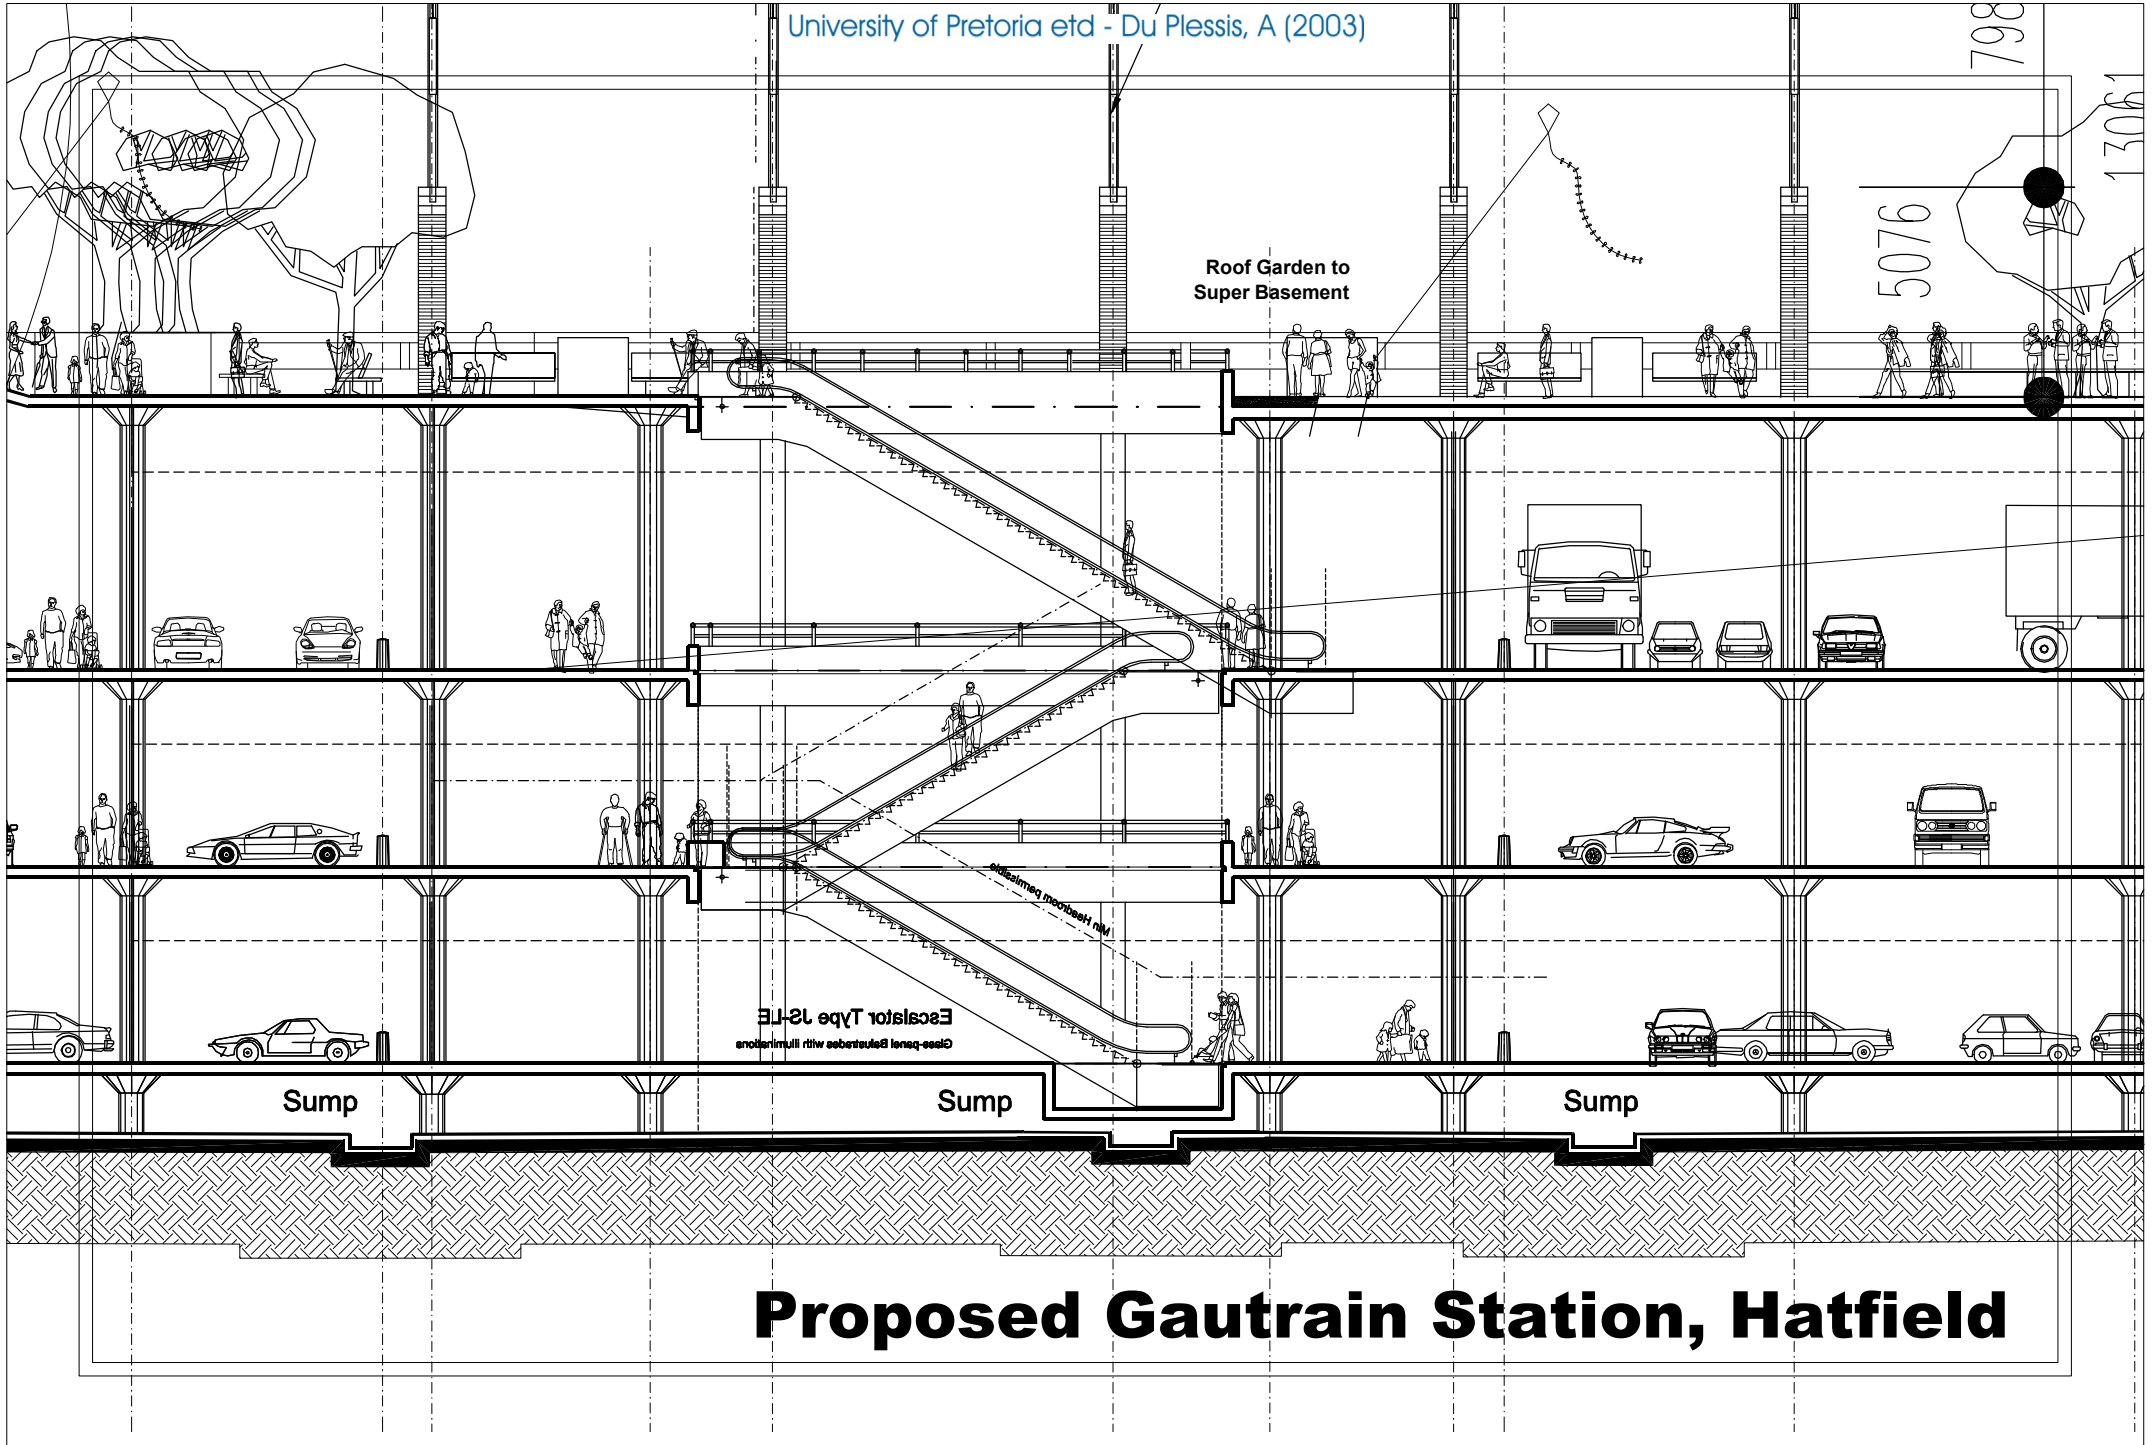 University of Pretoria etd - Du Plessis, A (2003)
798
13061
5076
Roof Garden to
Super Basement
Min Headroom permissible
Escalator Type JS-LE
Glass-panel Balustrades with illuminations
Sump
Sump
Sump
Proposed Gautrain Station, Hatfield